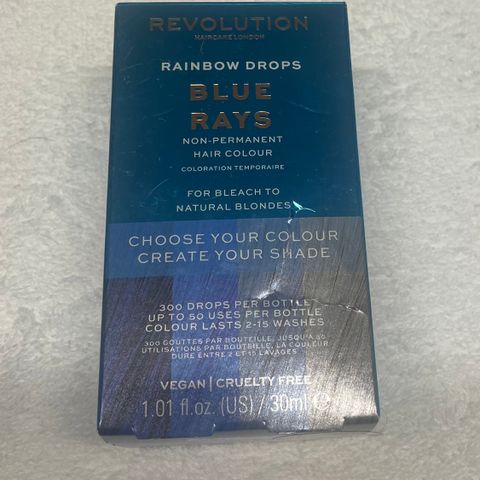 REVOLUTION
HAIRCARE LONDON
RAINBOW DROPS
BLUE
RAYS
NON-PERMANENT
HAIR COLOUR
COLORATION TEMPORAIRE
FOR BLEACH TO
NATURAL BLONDES
CHOOSE YOUR COLOUR
CREATE YOUR SHADE
300 DROPS PER BOTTLE
UP TO 50 USES PER BOTTLE
COLOUR LASTS 2-15 WASHES
300 GOUTTES PAR BOUTEILLE, JUSQU'À 50
UTILISATIONS PAR BOUTEILLE, LA COULEUR
DURE ENTRE 2 ET 15 LAVAGES
VEGAN | CRUELTY FREE
1.01 fl.oz. (US) / 30ml ℮